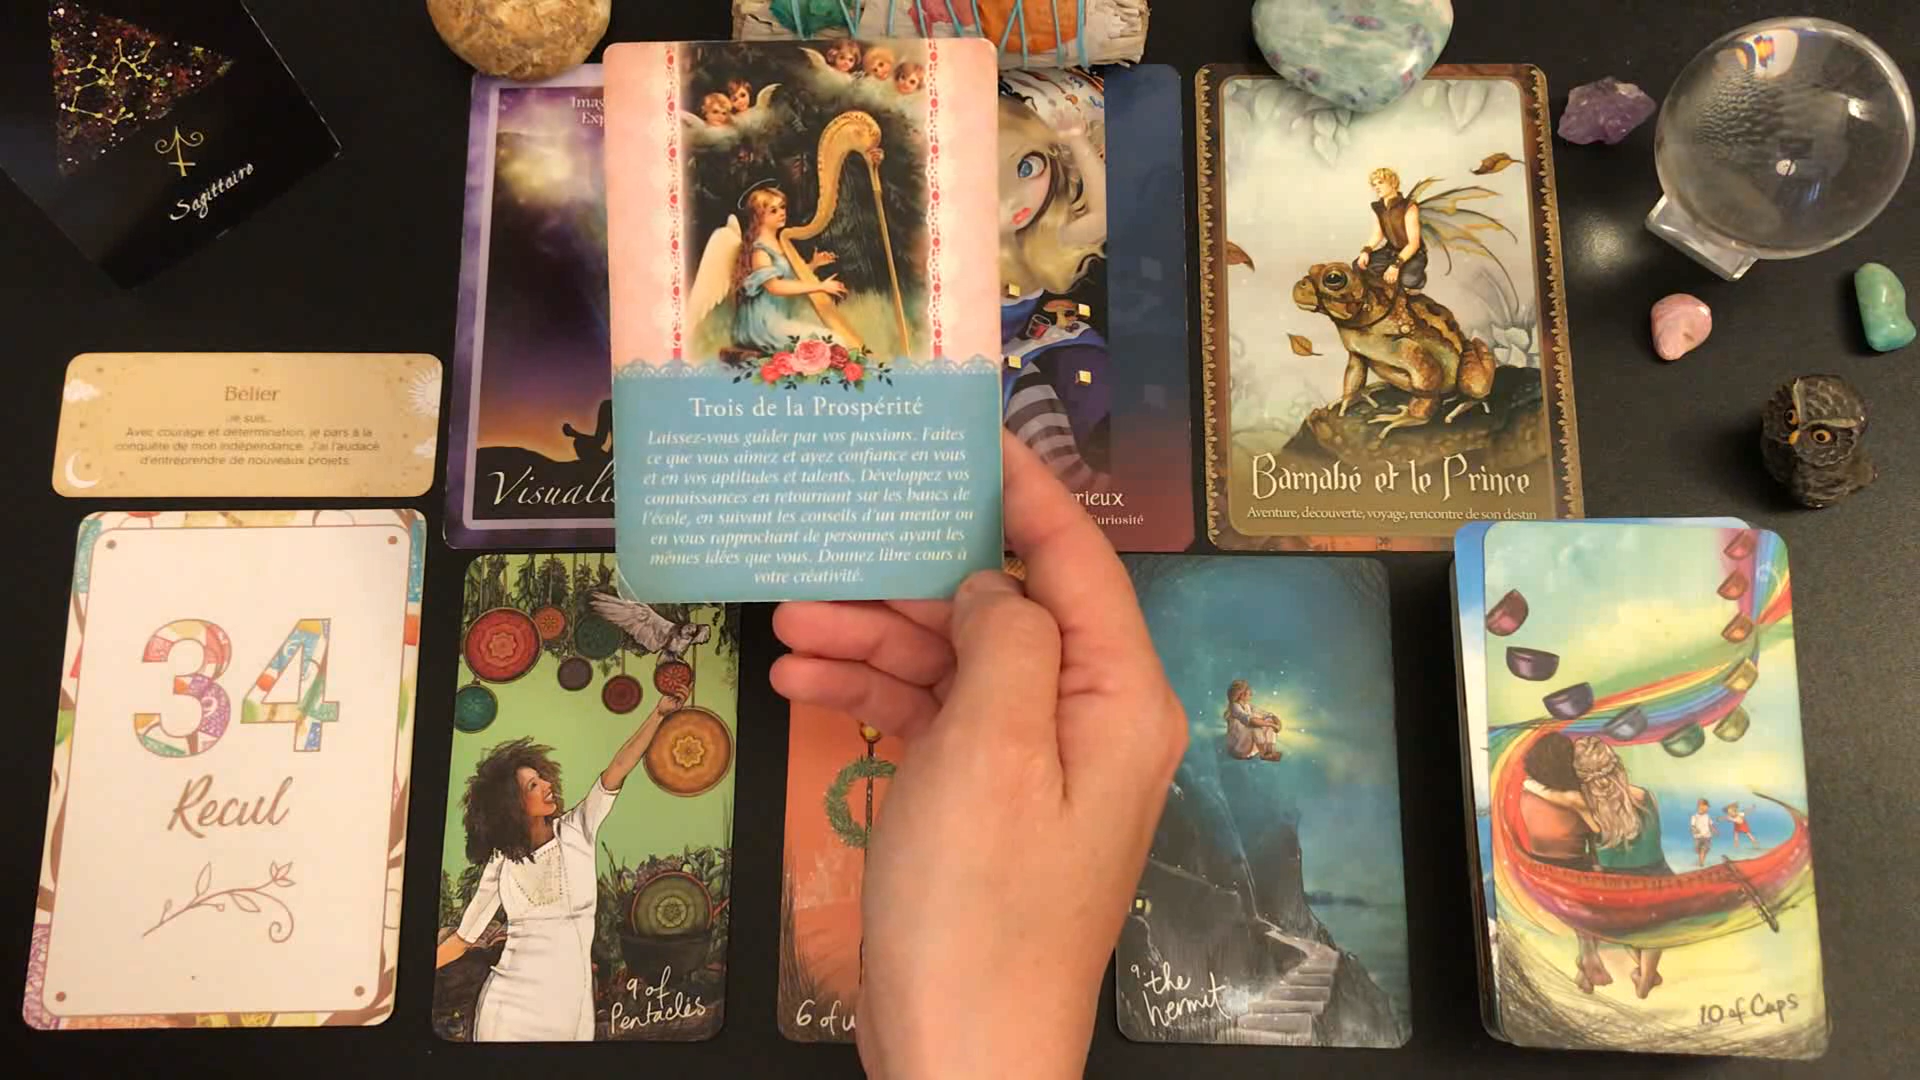 Sagittaire
Imag
Exp
Visualis
Bélier
Je suis...
Avec courage et détermination, je pars à la
conquête de mon indépendance. J'ai l'audace
d'entreprendre de nouveaux projets.
Trois de la Prospérité
Laissez-vous guider par vos passions. Faites
ce que vous aimez et ayez confiance en vous
et en vos aptitudes et talents. Développez vos
connaissances en retournant sur les bancs de
l'école, en suivant les conseils d'un mentor ou
en vous rapprochant de personnes ayant les
mêmes idées que vous. Donnez libre cours à
votre créativité.
rieux
Curiosité
Barnabé et le Prince
Aventure, découverte, voyage, rencontre de son destin
34
Recul
9 of
Pentacles
6 of w
9. the
hermit
10 of Cups